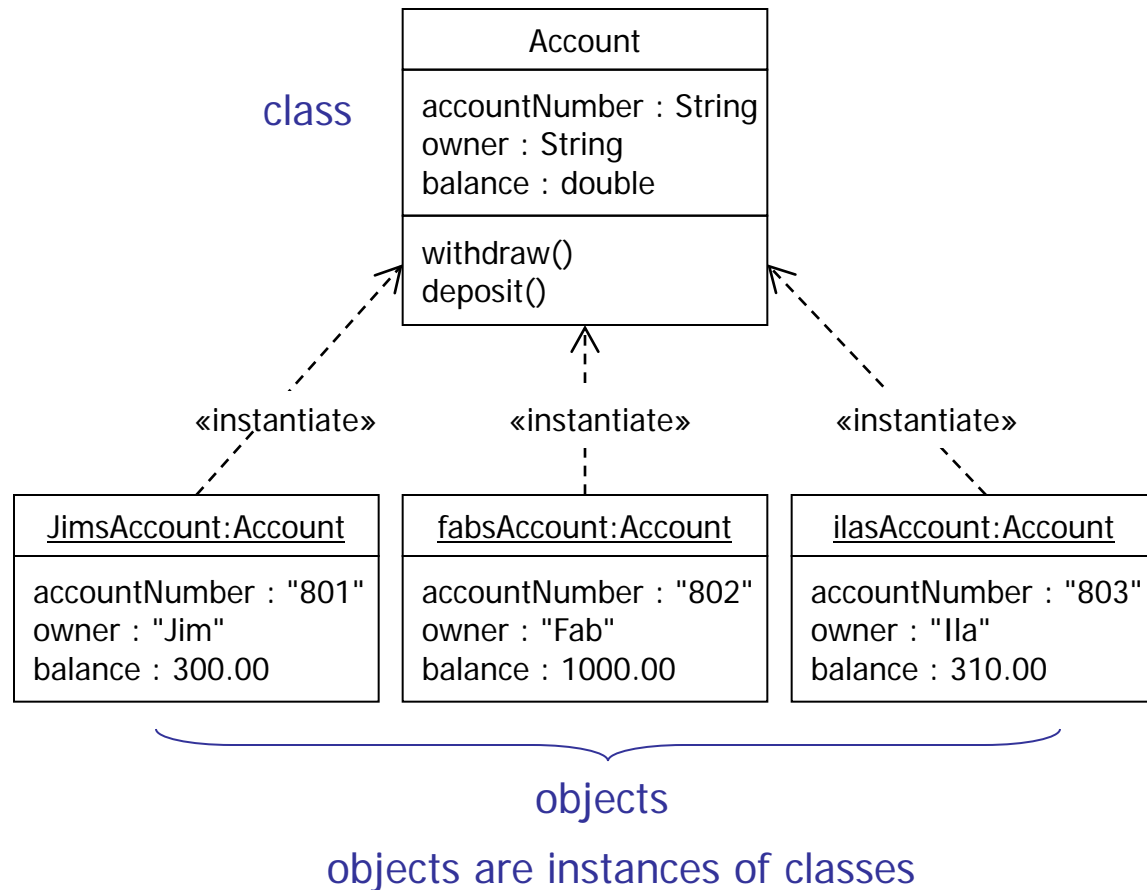 Account
class
accountNumber : String
owner : String
balance : double
withdraw()
deposit()
«instantiate»
«instantiate»
«instantiate»
JimsAccount:Account
accountNumber : "801"
owner : "Jim"
balance : 300.00
fabsAccount:Account
accountNumber : "802"
owner : "Fab"
balance : 1000.00
ilasAccount:Account
accountNumber : "803"
owner : "Ila"
balance : 310.00
objects
objects are instances of classes